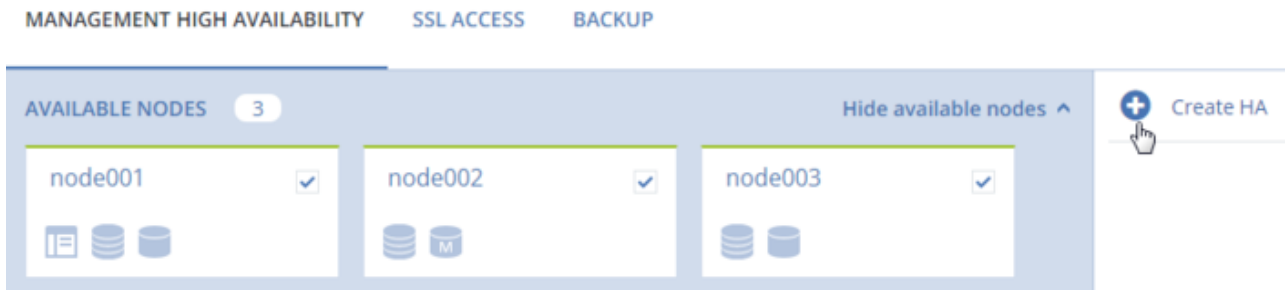 MANAGEMENT HIGH AVAILABILITY SSL ACCESS BACKUP
AVAILABLE NODES 3 Hide available nodes Create HA
node001 node002 node003
M